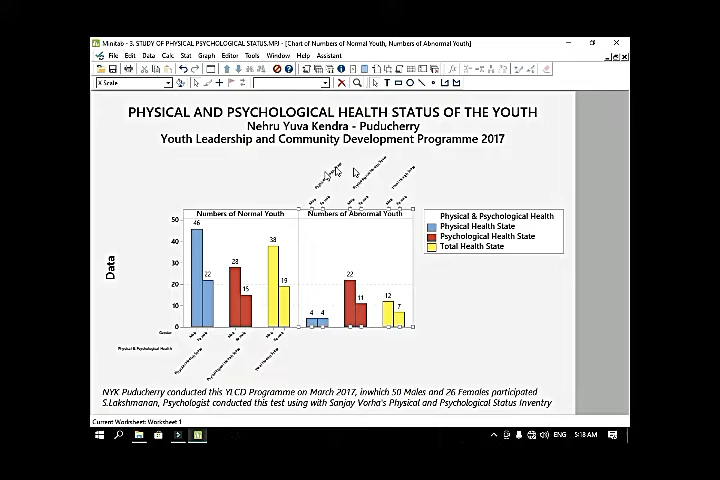 Minitab - 3. STUDY OF PHYSICAL PSYCHOLOGICAL STATUS.MPJ - [Chart of Numbers of Normal Youth, Numbers of Abnormal Youth]
File Edit Data Calc Stat Graph Editor Tools Window Help Assistant
X Scale
PHYSICAL AND PSYCHOLOGICAL HEALTH STATUS OF THE YOUTH
Nehru Yuva Kendra - Puducherry
Youth Leadership and Community Development Programme 2017
Numbers of Normal Youth Numbers of Abnormal Youth
Physical & Psychological Health
Physical Health State
Psychological Health State
Total Health State
Data
50
40
30
20
10
0
46 22 28 15 38 19
4 4 22 11 12 7
Gender
Physical & Psychological Health
NYK Puducherry conducted this YLCD Programme on March 2017, inwhich 50 Males and 26 Females participated
S.Lakshmanan, Psychologist conducted this test using with Sanjay Vorha's Physical and Psychological Status Inventry
Current Worksheet: Worksheet 1
ENG 5:18 AM